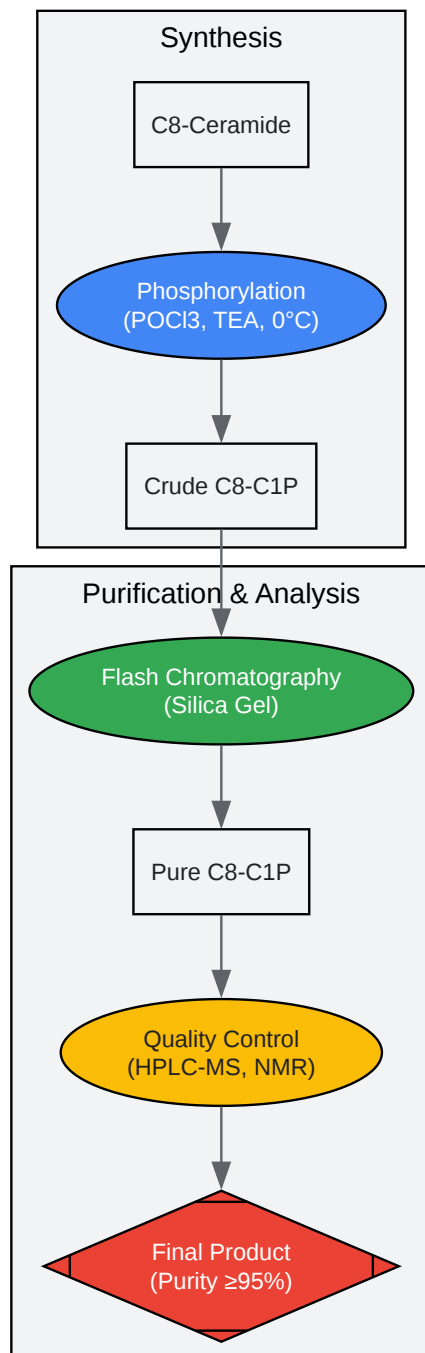 Synthesis
C8-Ceramide
Phosphorylation
(POCl3, TEA, 0°C)
Crude C8-C1P
Purification & Analysis
Flash Chromatography
(Silica Gel)
Pure C8-C1P
Quality Control
(HPLC-MS, NMR)
Final Product
(Purity ≥95%)